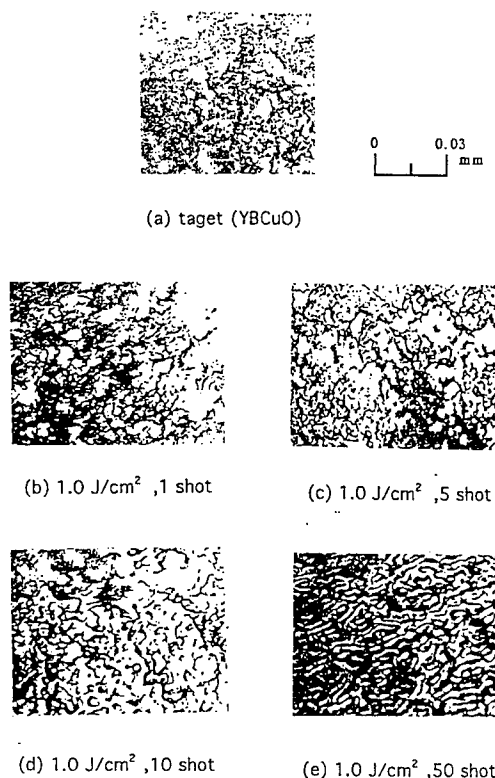 0 0.03
mm
(a) taget (YBCuO)
(b) 1.0 J/cm² ,1 shot
(c) 1.0 J/cm² ,5 shot
(d) 1.0 J/cm² ,10 shot
(e) 1.0 J/cm² ,50 shot